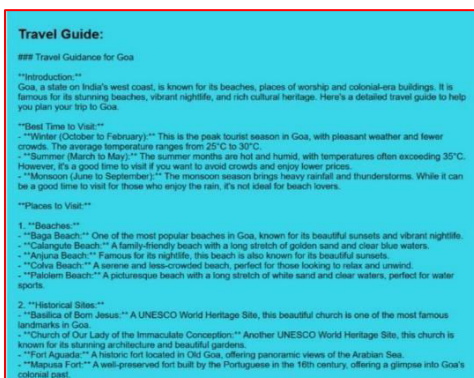 Travel Guide:
### Travel Guidance for Goa
**Introduction:**
Goa, a state on India's west coast, is known for its beaches, places of worship and colonial-era buildings. It is
famous for its stunning beaches, vibrant nightlife, and rich cultural heritage. Here's a detailed travel guide to help
you plan your trip to Goa.
**Best Time to Visit:**
- **Winter (October to February):** This is the peak tourist season in Goa, with pleasant weather and fewer
crowds. The average temperature ranges from 25°C to 30°C.
- **Summer (March to May):** The summer months are hot and humid, with temperatures often exceeding 35°C.
However, it's a good time to visit if you want to avoid crowds and enjoy lower prices.
- **Monsoon (June to September):** The monsoon season brings heavy rainfall and thunderstorms. While it can
be a good time to visit for those who enjoy the rain, it's not ideal for beach lovers.
**Places to Visit:**
1. **Beaches:**
- **Baga Beach:** One of the most popular beaches in Goa, known for its beautiful sunsets and vibrant nightlife.
- **Calangute Beach:** A family-friendly beach with a long stretch of golden sand and clear blue waters.
- **Anjuna Beach:** Famous for its nightlife, this beach is also known for its beautiful sunsets.
- **Colva Beach:** A serene and less-crowded beach, perfect for those looking to relax and unwind.
- **Palolem Beach:** A picturesque beach with a long stretch of white sand and clear waters, perfect for water
sports.
2. **Historical Sites:**
- **Basilica of Bom Jesus:** A UNESCO World Heritage Site, this beautiful church is one of the most famous
landmarks in Goa.
- **Church of Our Lady of the Immaculate Conception:** Another UNESCO World Heritage Site, this church is
known for its stunning architecture and beautiful gardens.
- **Fort Aguada:** A historic fort located in Old Goa, offering panoramic views of the Arabian Sea.
- **Mapusa Fort:** A well-preserved fort built by the Portuguese in the 16th century, offering a glimpse into Goa's
colonial past.